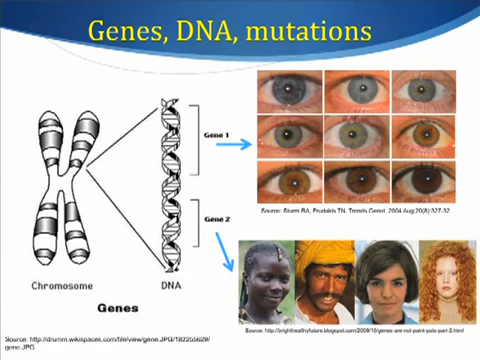 Genes, DNA, mutations
Gene 1
Gene 2
Chromosome
DNA
Genes
Source: Sturm RA, Frudakis TN. Trends Genet. 2004 Aug;20(8):327-32.
Source: http://brighthealthyfuture.blogspot.com/2009/10/genes-are-not-paint-pots-part-2.html
Source: http://drumm.wikispaces.com/file/view/gene.JPG/182255629/
gene.JPG